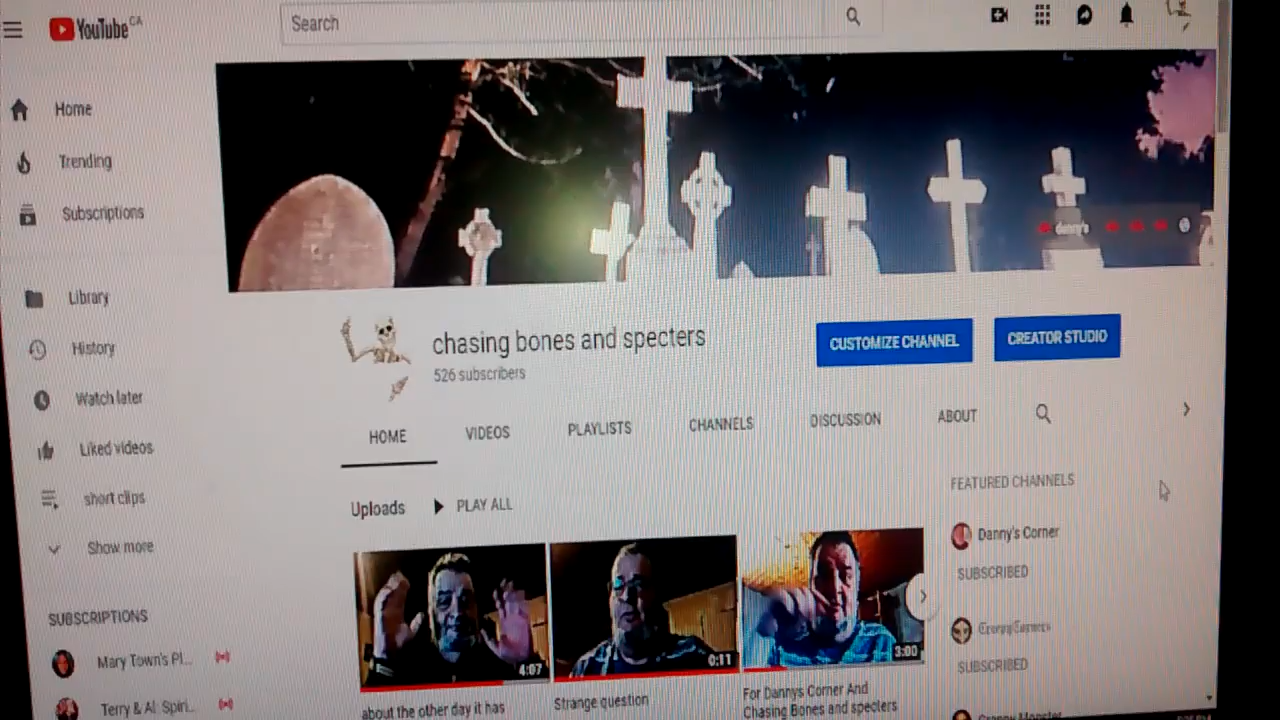 YouTube CA
Search
Home
Trending
Subscriptions
Library
History
Watch later
Liked videos
short clips
Show more
SUBSCRIPTIONS
Mary Town's Pl...
Terry & Al: Spiri...
danny's
chasing bones and specters
526 subscribers
CUSTOMIZE CHANNEL
CREATOR STUDIO
HOME VIDEOS PLAYLISTS CHANNELS DISCUSSION ABOUT
Uploads PLAY ALL
4:07
0:11
3:00
about the other day it has
Strange question
For Dannys Corner And
Chasing Bones and specters
FEATURED CHANNELS
Danny's Corner
SUBSCRIBED
SUBSCRIBED